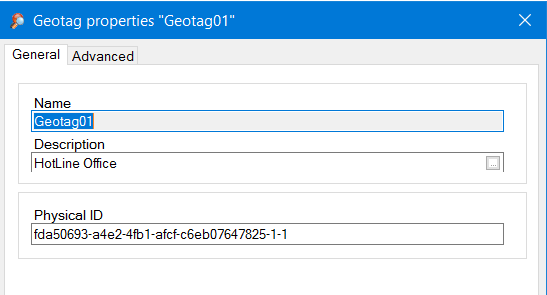 Geotag properties "Geotag01"
General Advanced
Name
Geotag01
Description
HotLine Office
...
Physical ID
fda50693-a4e2-4fb1-afcf-c6eb07647825-1-1